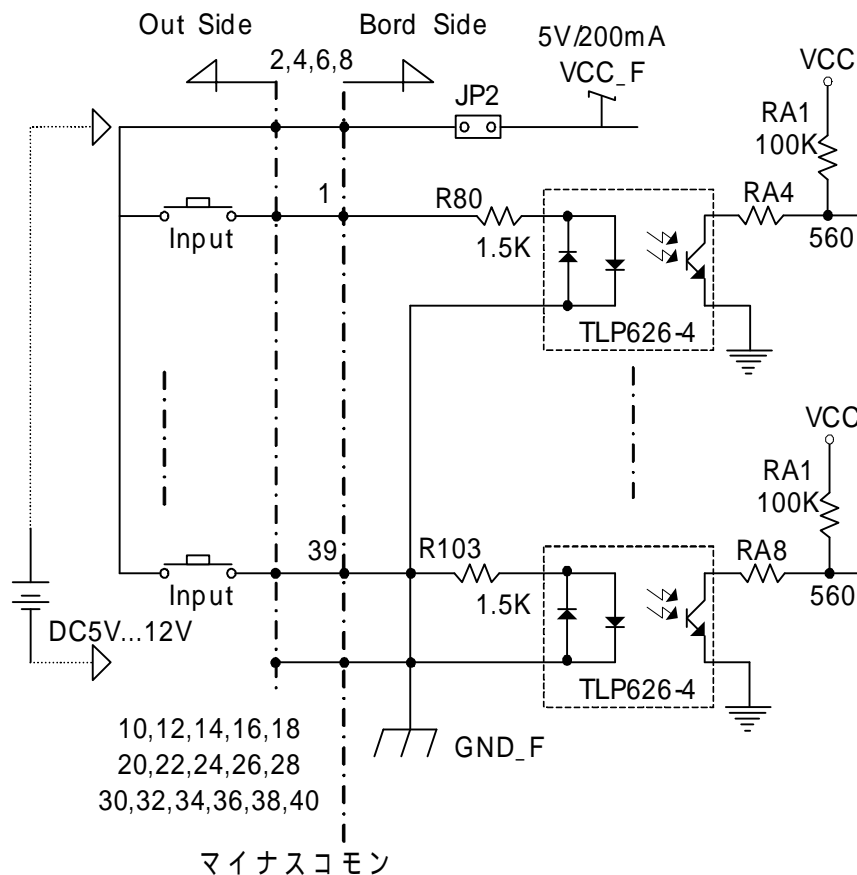 Out Side
Bord Side
2,4,6,8
5V/200mA
VCC_F
VCC
JP2
RA1
100K
1
R80
1.5K
RA4
560
Input
TLP626-4
VCC
RA1
100K
39
R103
1.5K
RA8
560
Input
DC5V...12V
TLP626-4
10,12,14,16,18
20,22,24,26,28
30,32,34,36,38,40
GND_F
マイナスコモン